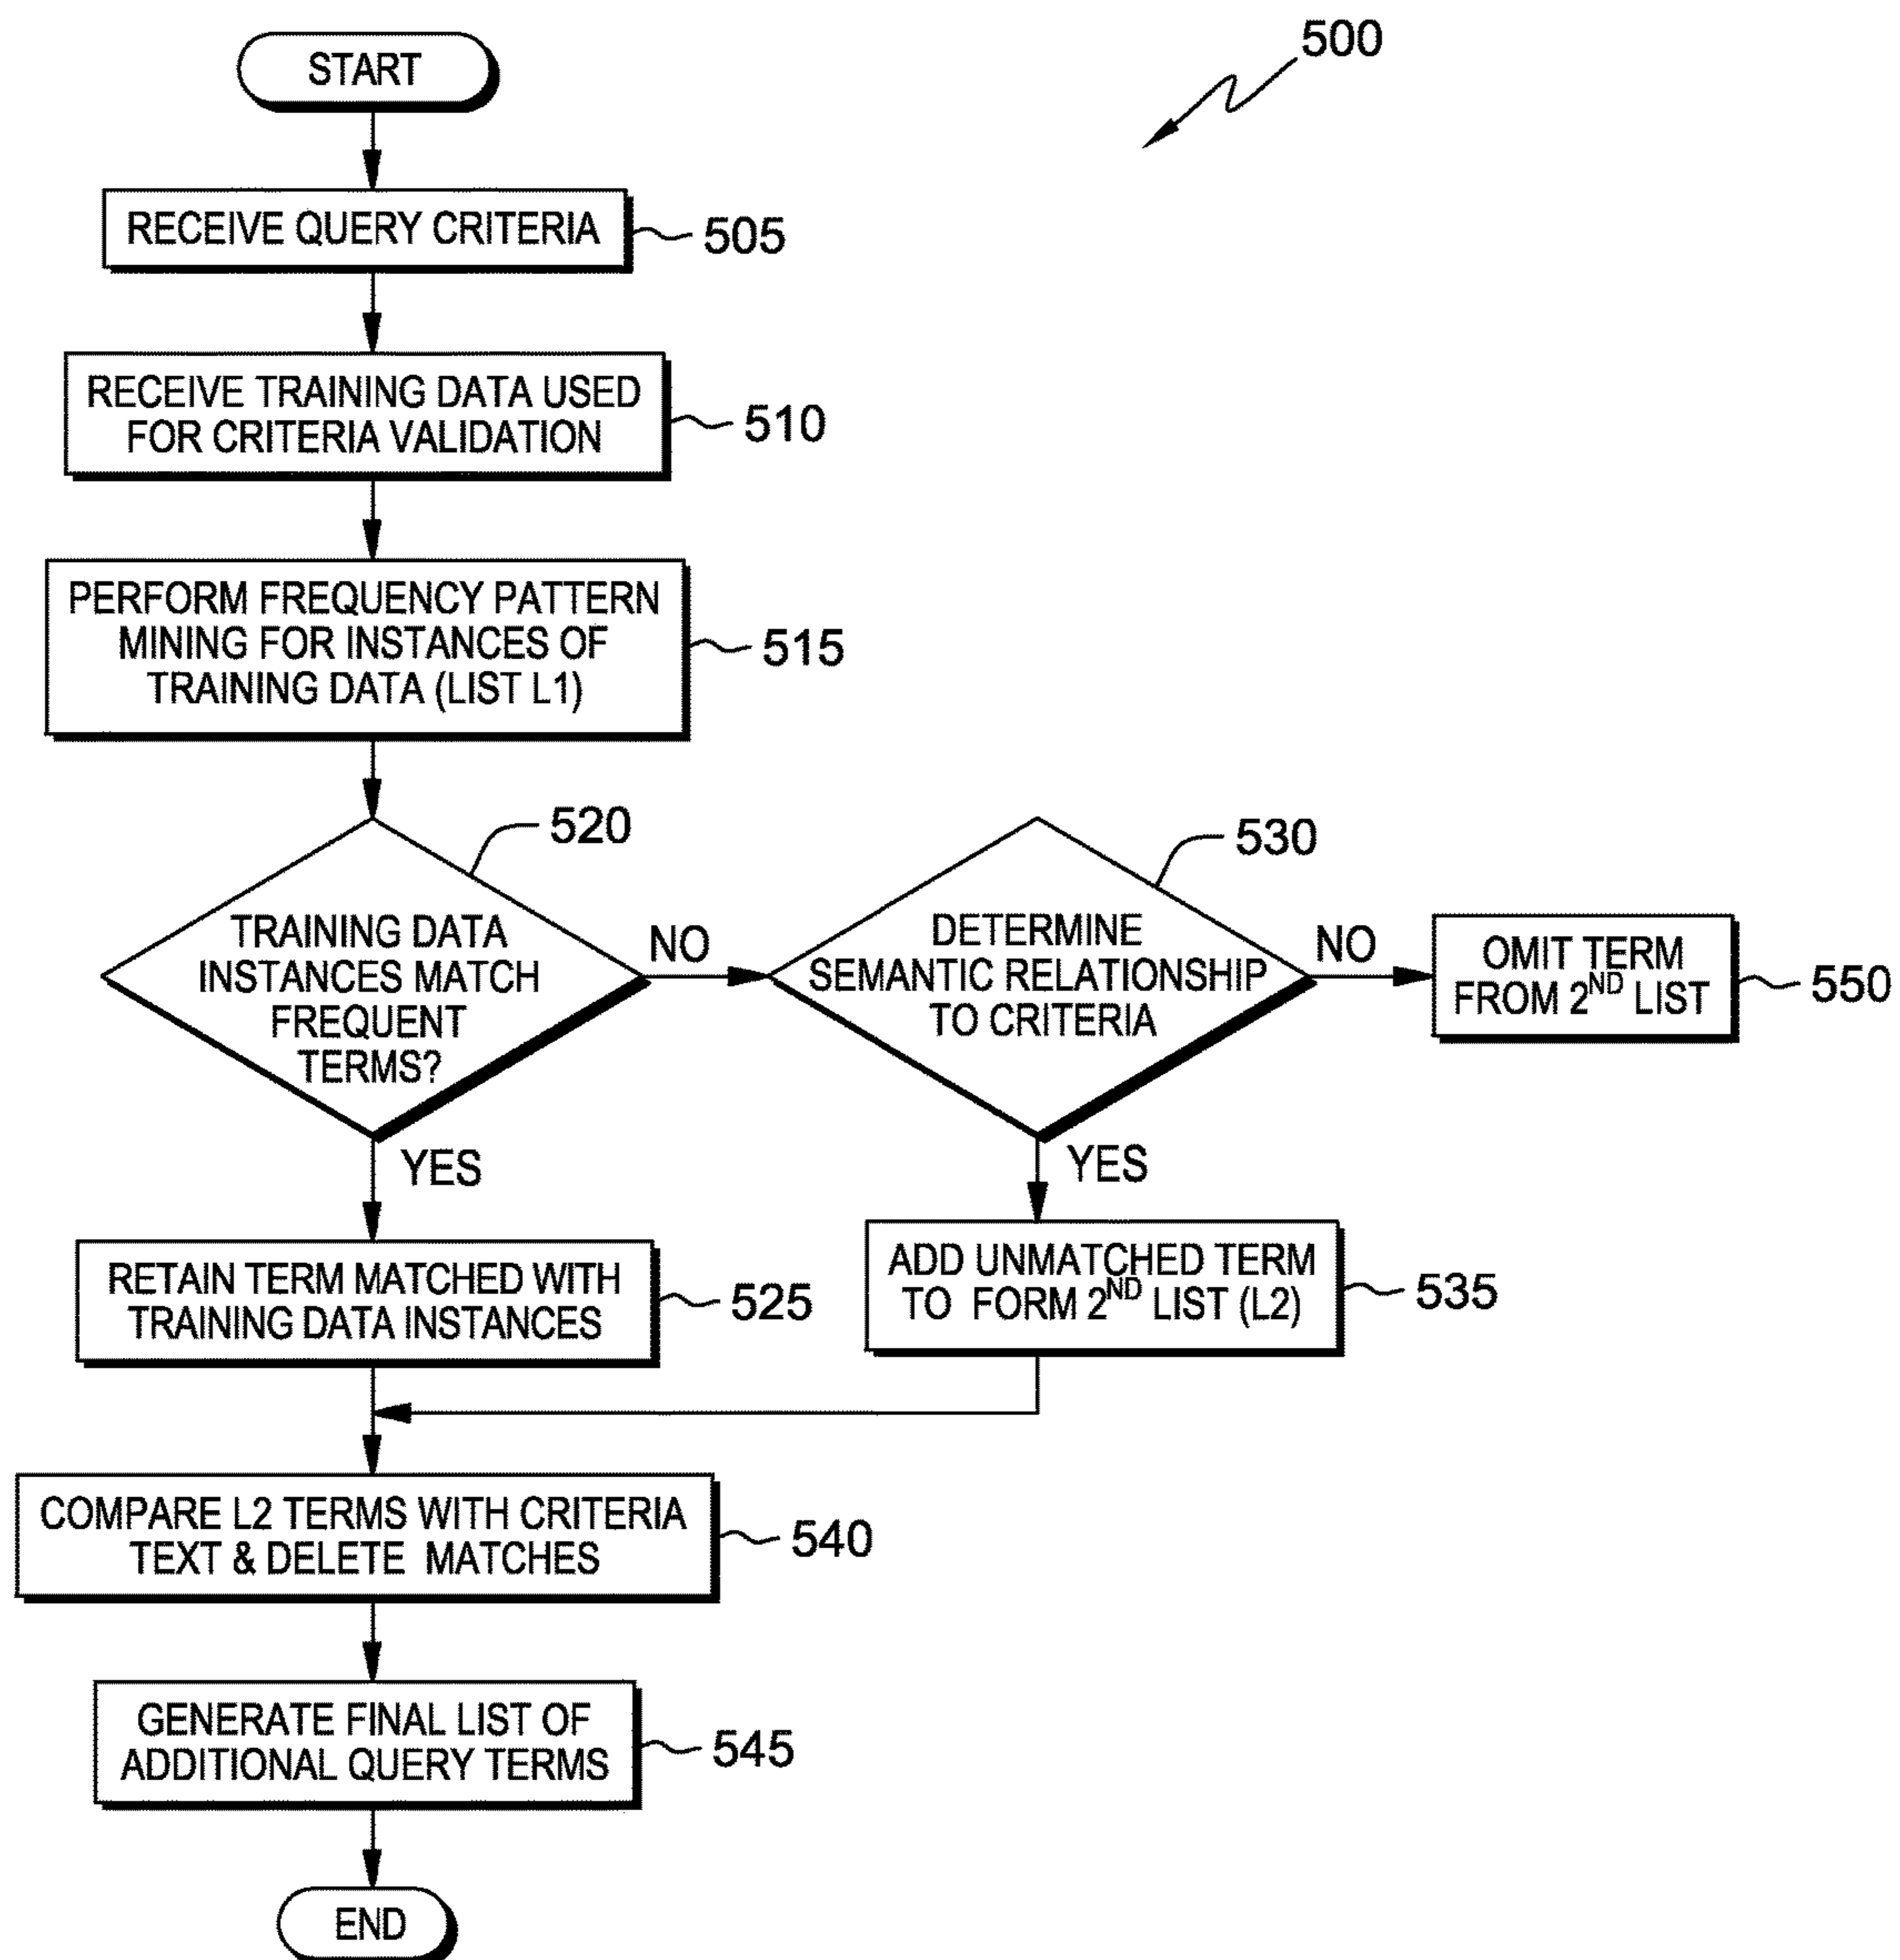 500
START
RECEIVE QUERY CRITERIA
505
RECEIVE TRAINING DATA USED
FOR CRITERIA VALIDATION
510
PERFORM FREQUENCY PATTERN
MINING FOR INSTANCES OF
TRAINING DATA (LIST L1)
515
520
TRAINING DATA
INSTANCES MATCH
FREQUENT
TERMS?
NO
530
DETERMINE
SEMANTIC RELATIONSHIP
TO CRITERIA
NO
OMIT TERM
FROM 2ND LIST
550
YES
YES
RETAIN TERM MATCHED WITH
TRAINING DATA INSTANCES
525
ADD UNMATCHED TERM
TO FORM 2ND LIST (L2)
535
COMPARE L2 TERMS WITH CRITERIA
TEXT & DELETE MATCHES
540
GENERATE FINAL LIST OF
ADDITIONAL QUERY TERMS
545
END